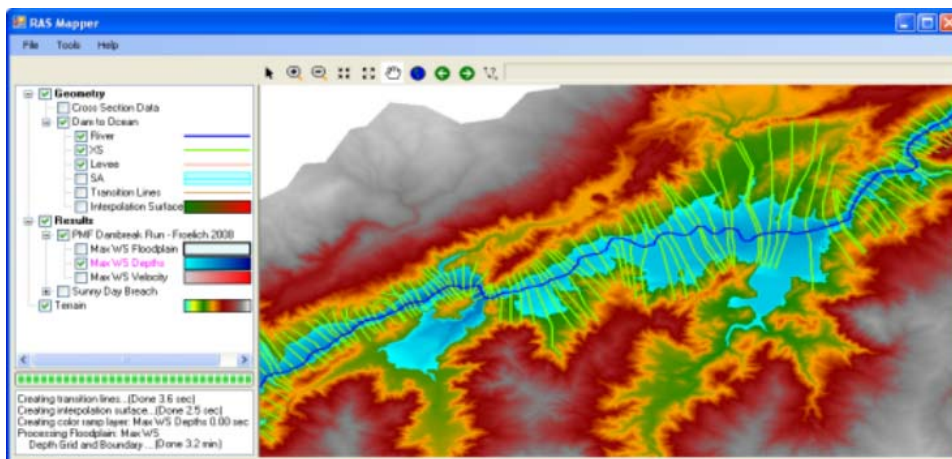 RAS Mapper
File Tools Help
Geometry
Cross Section Data
Dam to Ocean
River
XS
Levee
SA
Transition Lines
Interpolation Surface
Results
PMF Dambreak Run - Froelich 2008
Max WS Floodplain
Max WS Depths
Max WS Velocity
Sunny Day Breach
Terrain
Creating transition lines...(Done 3.6 sec)
Creating interpolation surface...(Done 2.5 sec)
Creating color ramp layer: Max WS Depths 0.00 sec
Processing Floodplain: Max WS
Depth Grid and Boundary ... (Done 3.2 min)